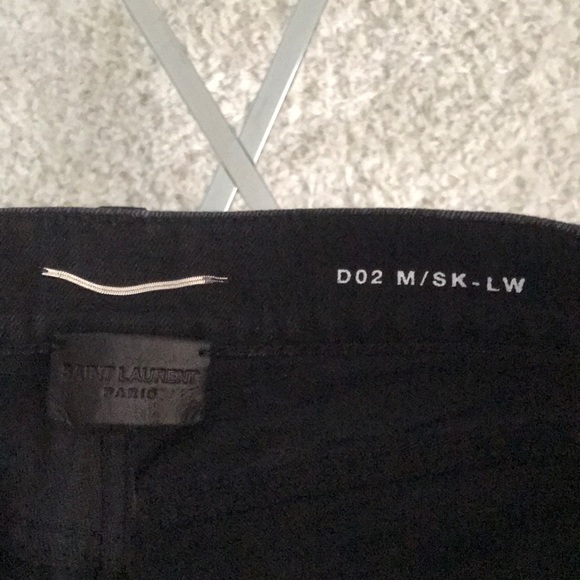 D02 M/SK-LW
SAINT LAURENT
PARIS